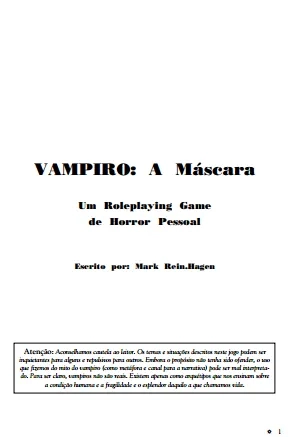 VAMPIRO: A Máscara
Um Roleplaying Game
de Horror Pessoal
Escrito por: Mark Rein.Hagen
Atenção: Aconselhamos cautela ao leitor. Os temas e situações descritos neste jogo podem ser
inquietantes para alguns e repulsivos para outros. Embora o propósito não tenha sido ofender, o uso
que fizemos do mito do vampiro (como metáfora e canal para a narrativa) pode ser mal interpreta-
do. Para ser claro, vampiros não são reais. Existem apenas como arquétipos que nos ensinam sobre
a condição humana e a fragilidade e o esplendor daquilo a que chamamos vida.
1